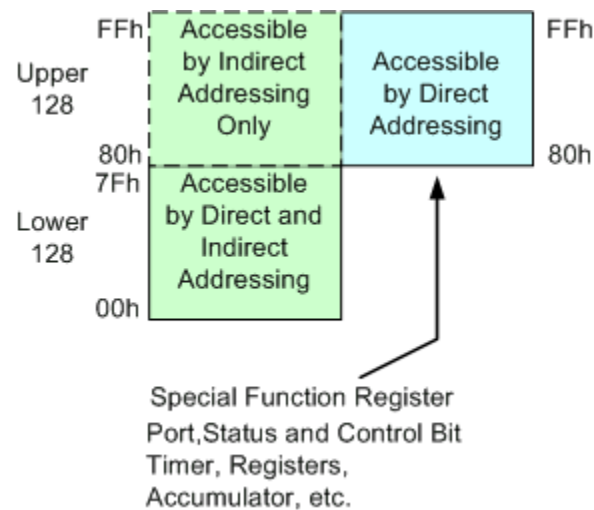 FFh
Upper
128
80h
7Fh
Lower
128
00h
Accessible
by Indirect
Addressing
Only
Accessible
by Direct and
Indirect
Addressing
Accessible
by Direct
Addressing
FFh
80h
Special Function Register
Port,Status and Control Bit
Timer, Registers,
Accumulator, etc.